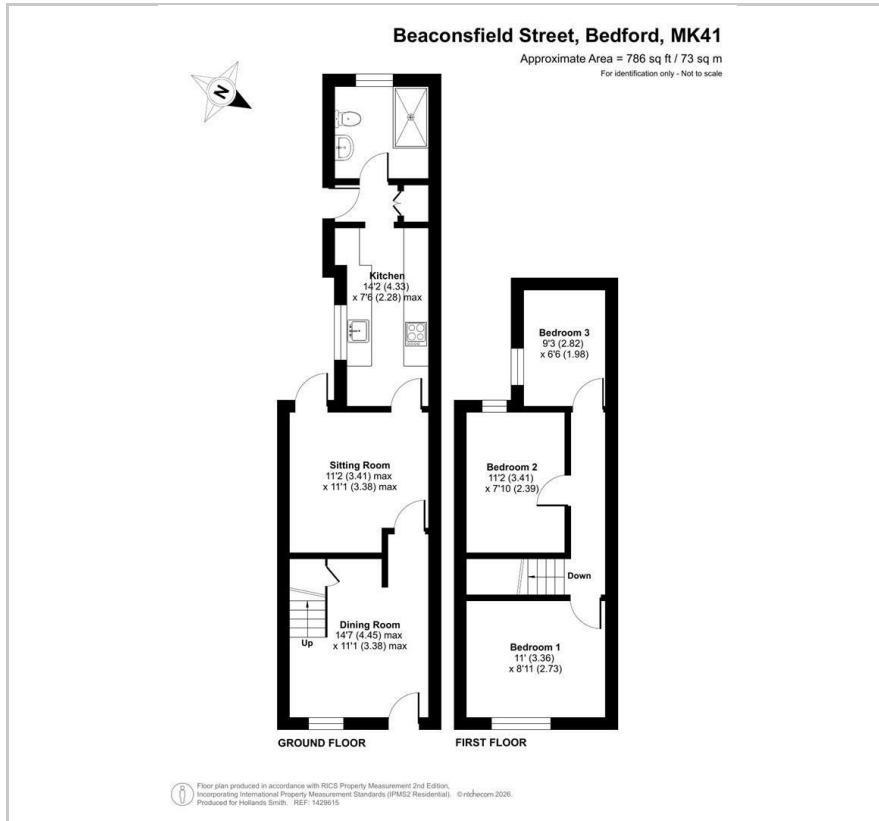 Beaconsfield Street, Bedford, MK41
Approximate Area = 786 sq ft / 73 sq m
For identification only - Not to scale
N
Kitchen
14'2 (4.33)
x 7'6 (2.28) max
Bedroom 3
9'3 (2.82)
x 6'6 (1.98)
Sitting Room
11'2 (3.41) max
x 11'1 (3.38) max
Bedroom 2
11'2 (3.41)
x 7'10 (2.39)
Down
Dining Room
14'7 (4.45) max
x 11'1 (3.38) max
Up
Bedroom 1
11' (3.36)
x 8'11 (2.73)
GROUND FLOOR
FIRST FLOOR
Floor plan produced in accordance with RICS Property Measurement 2nd Edition,
Incorporating International Property Measurement Standards (IPMS2 Residential). © nichecom 2026.
Produced for Hollands Smith. REF: 1429615